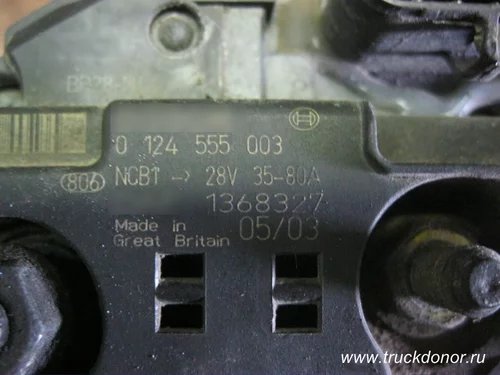 0 124 555 003
806 NCB1 → 28V 35-80A
1368327
Made in 05/03
Great Britain
www.truckdonor.ru